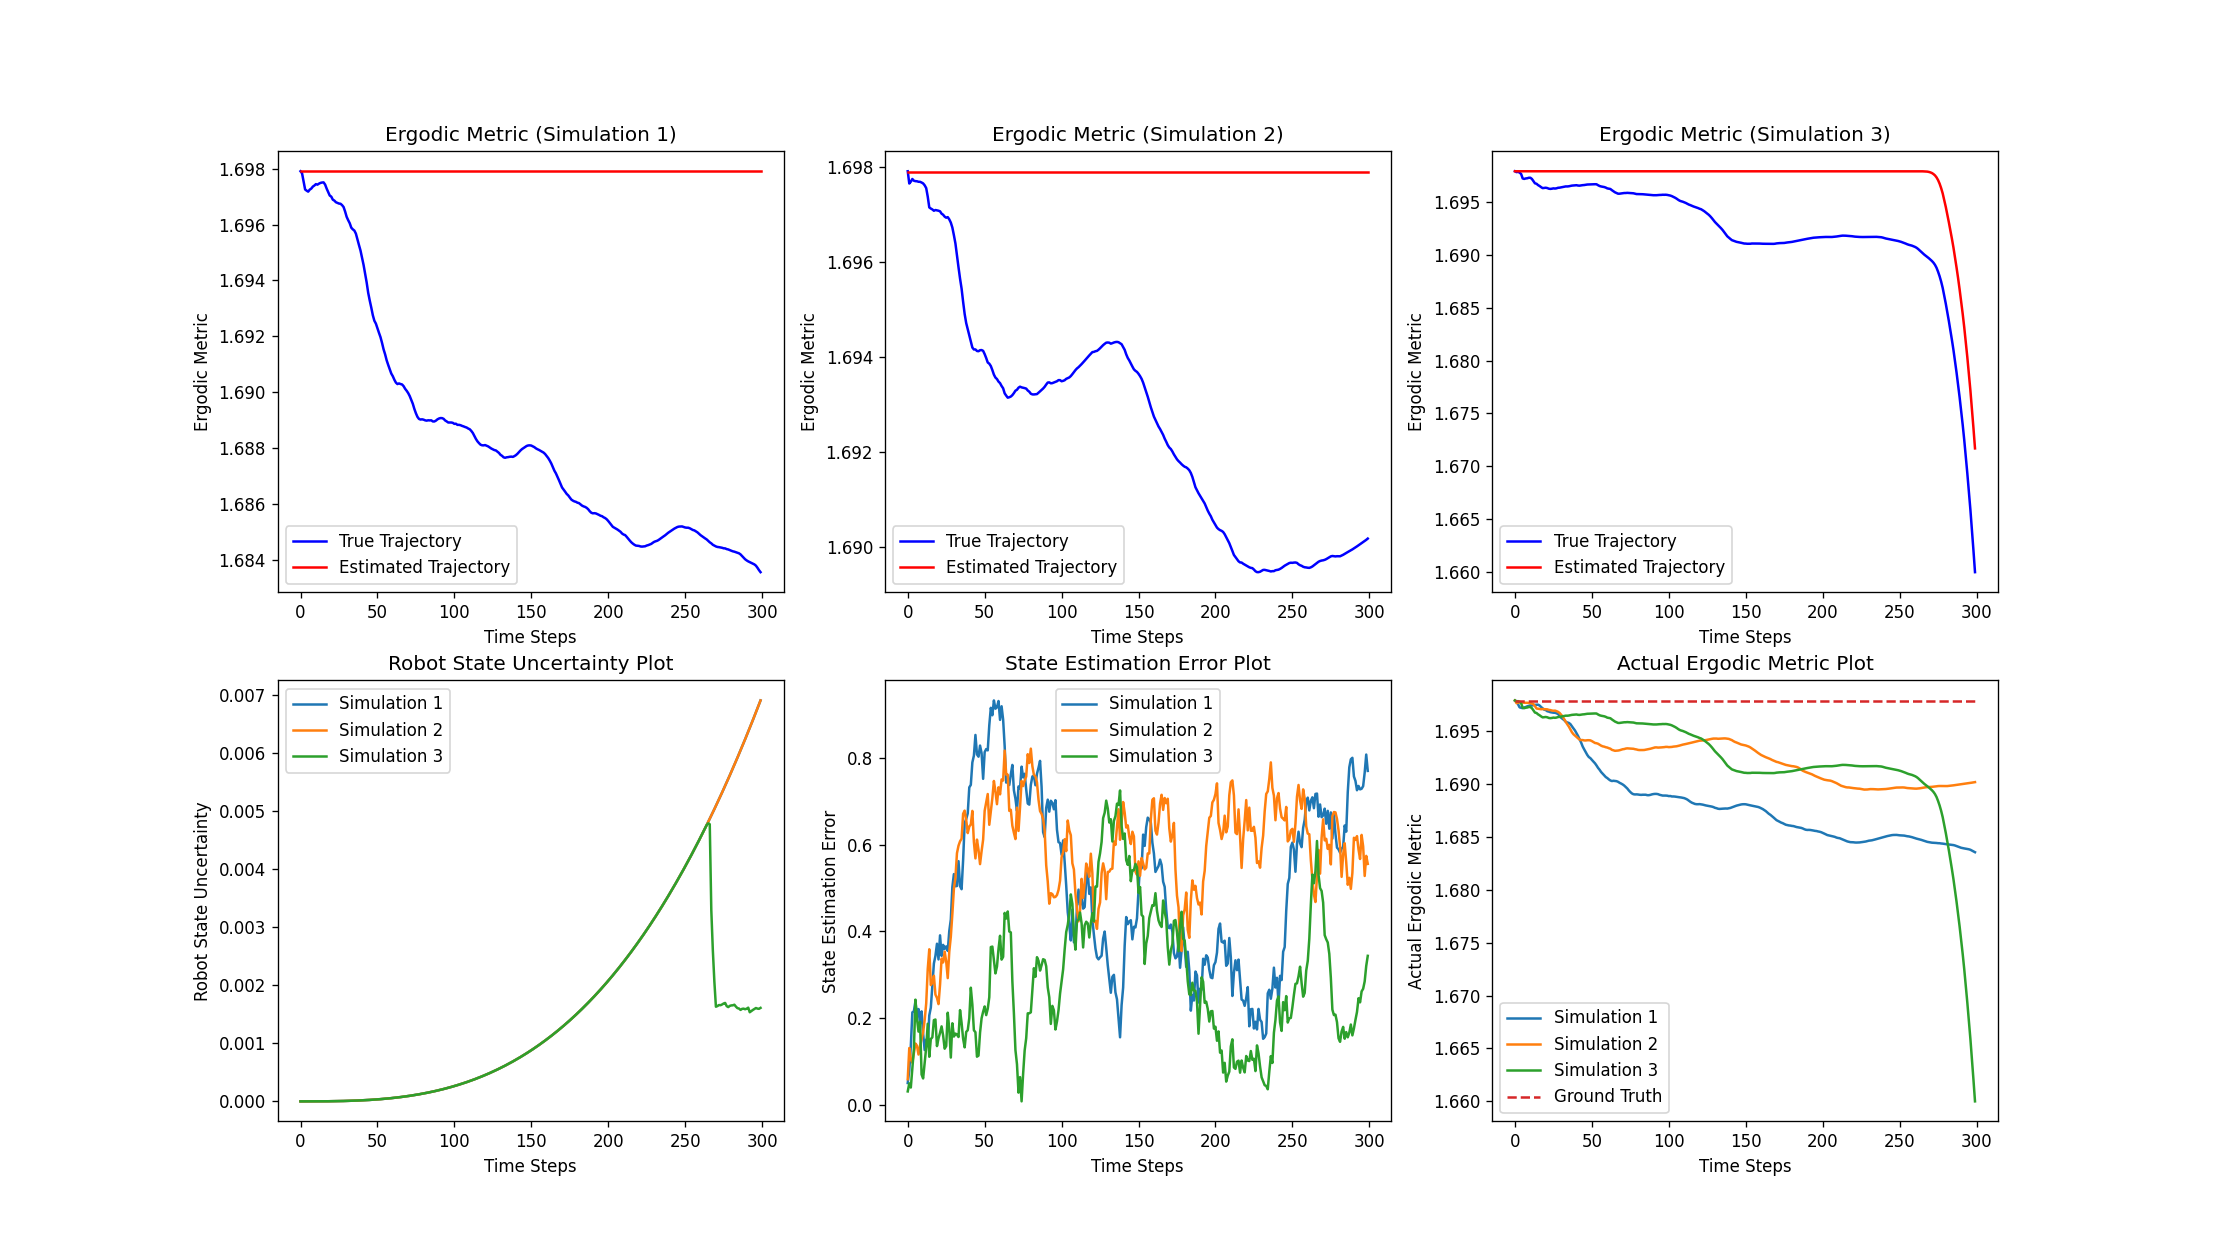 Ergodic Metric (Simulation 1)
Ergodic Metric
1.698
1.696
1.694
1.692
1.690
1.688
1.686
1.684
True Trajectory
Estimated Trajectory
0 50 100 150 200 250 300
Time Steps
Ergodic Metric (Simulation 2)
Ergodic Metric
1.698
1.696
1.694
1.692
1.690
True Trajectory
Estimated Trajectory
0 50 100 150 200 250 300
Time Steps
Ergodic Metric (Simulation 3)
Ergodic Metric
1.695
1.690
1.685
1.680
1.675
1.670
1.665
1.660
True Trajectory
Estimated Trajectory
0 50 100 150 200 250 300
Time Steps
Robot State Uncertainty Plot
Robot State Uncertainty
0.007
0.006
0.005
0.004
0.003
0.002
0.001
0.000
Simulation 1
Simulation 2
Simulation 3
0 50 100 150 200 250 300
Time Steps
State Estimation Error Plot
State Estimation Error
0.8
0.6
0.4
0.2
0.0
Simulation 1
Simulation 2
Simulation 3
0 50 100 150 200 250 300
Time Steps
Actual Ergodic Metric Plot
Actual Ergodic Metric
1.695
1.690
1.685
1.680
1.675
1.670
1.665
1.660
Simulation 1
Simulation 2
Simulation 3
Ground Truth
0 50 100 150 200 250 300
Time Steps